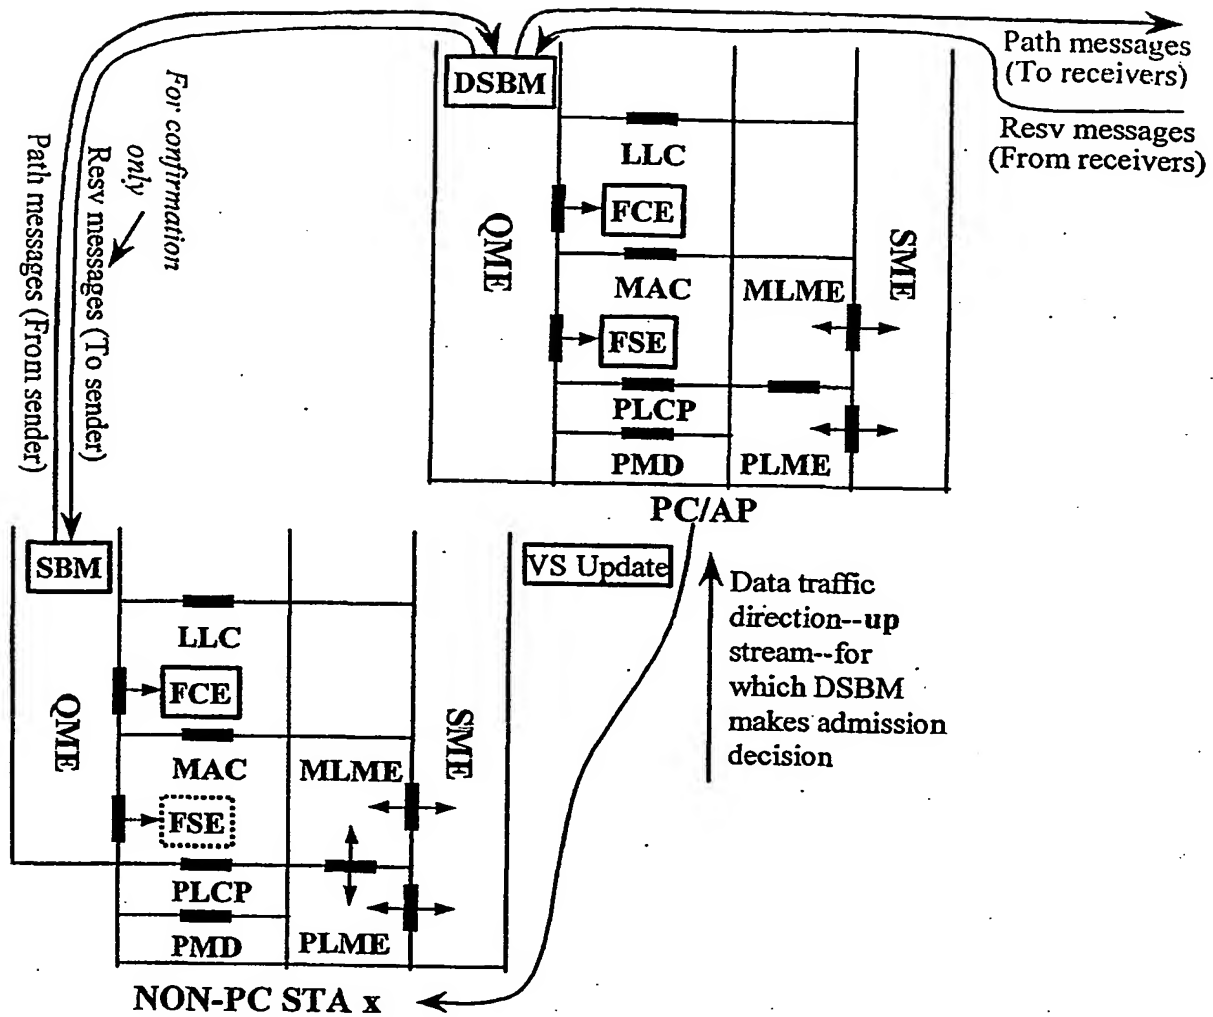 DSBM
Path messages
(To receivers)
Resv messages
(From receivers)
For confirmation
only
Resv messages (To sender)
Path messages (From sender)
LLC
FCE
QME
SME
MAC
MLME
FSE
PLCP
PMD
PLME
PC/AP
SBM
VS Update
Data traffic
direction--up
stream--for
which DSBM
makes admission
decision
LLC
FCE
QME
SME
MAC
MLME
FSE
PLCP
PMD
PLME
NON-PC STA x